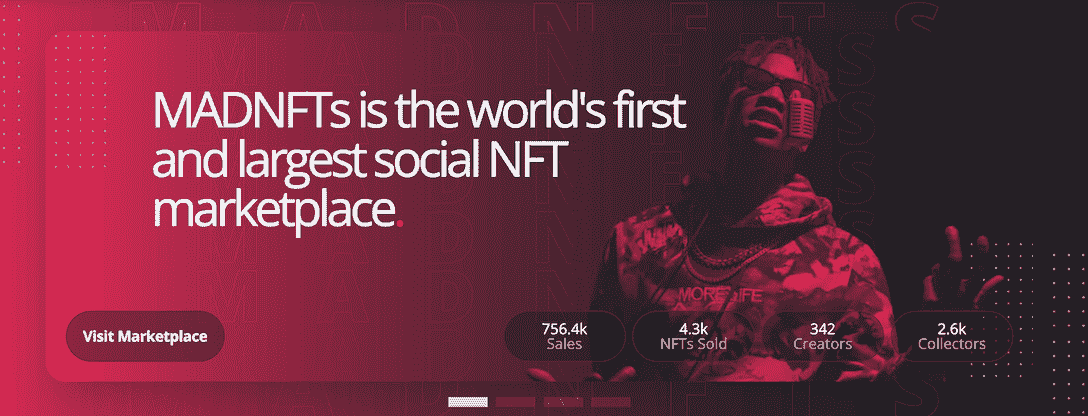 MADNFTS
MADNFTs is the world's first
and largest social NFT
marketplace.
MORE LIFE
Visit Marketplace
756.4k
Sales
4.3k
NFTs Sold
342
Creators
2.6k
Collectors